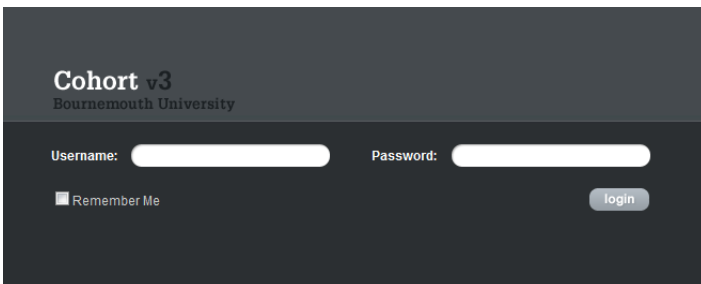 Cohort v3
Bournemouth University
Username: Password:
Remember Me login